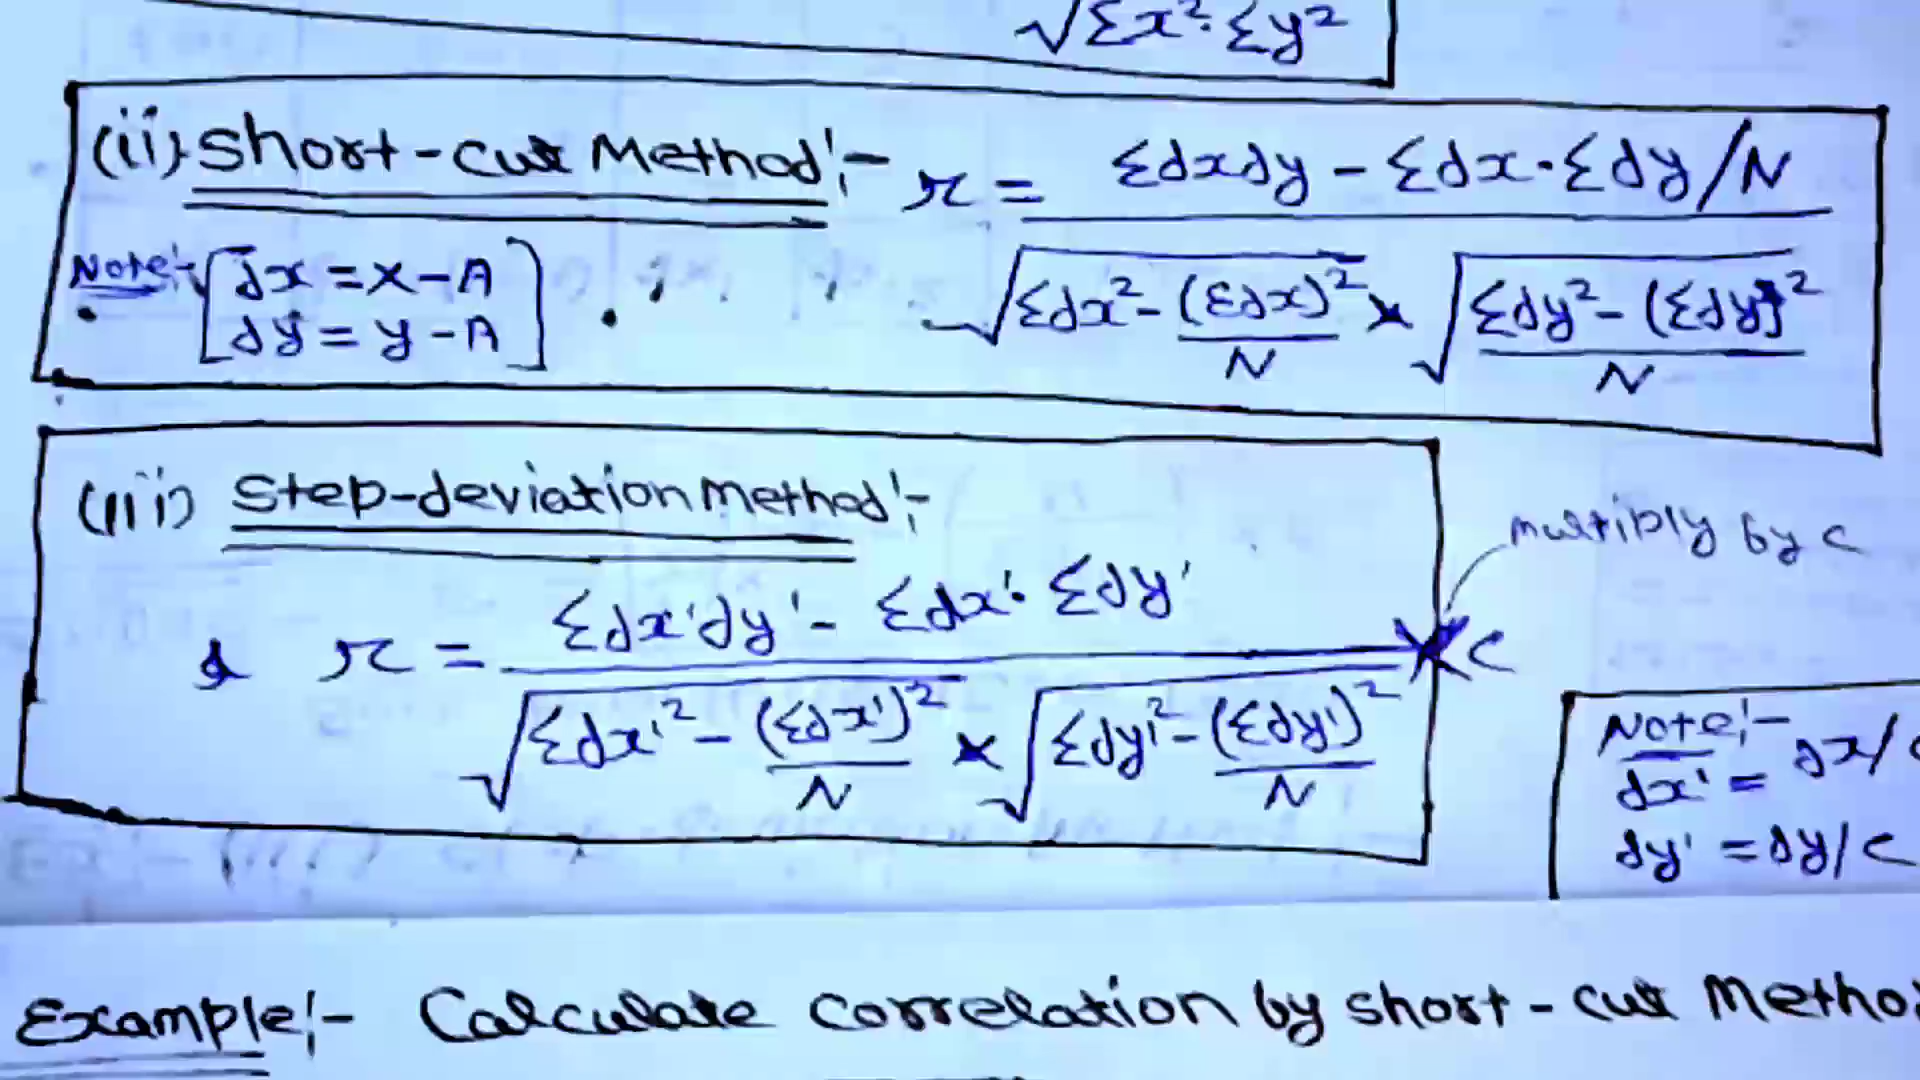 √Σx².Σy²
(ii) Short-cut Method:- r = Σdxdy - Σdx.Σdy/N
√Σdx² - (Σdx)²/N × √Σdy² - (Σdy)²/N
Note:- [dx = x-A
dy = y-A]
(iii) Step-deviation Method:-
multiply by c
r = Σdx'dy' - Σdx'. Σdy' × c
√Σdx'² - (Σdx')²/N × √Σdy'² - (Σdy')²/N
Note:-
dx' = dx/c
dy' = dy/c
Example:- Calculate correlation by short-cut Metho